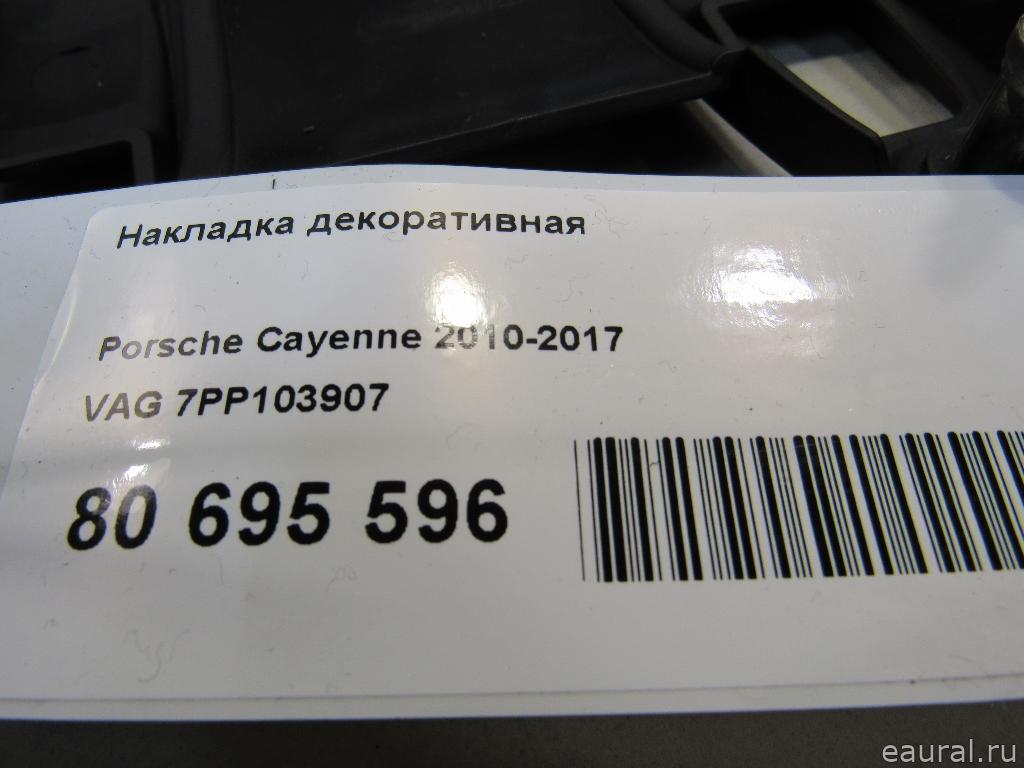 Накладка декоративная
Porsche Cayenne 2010-2017
VAG 7PP103907
80 695 596
eaural.ru